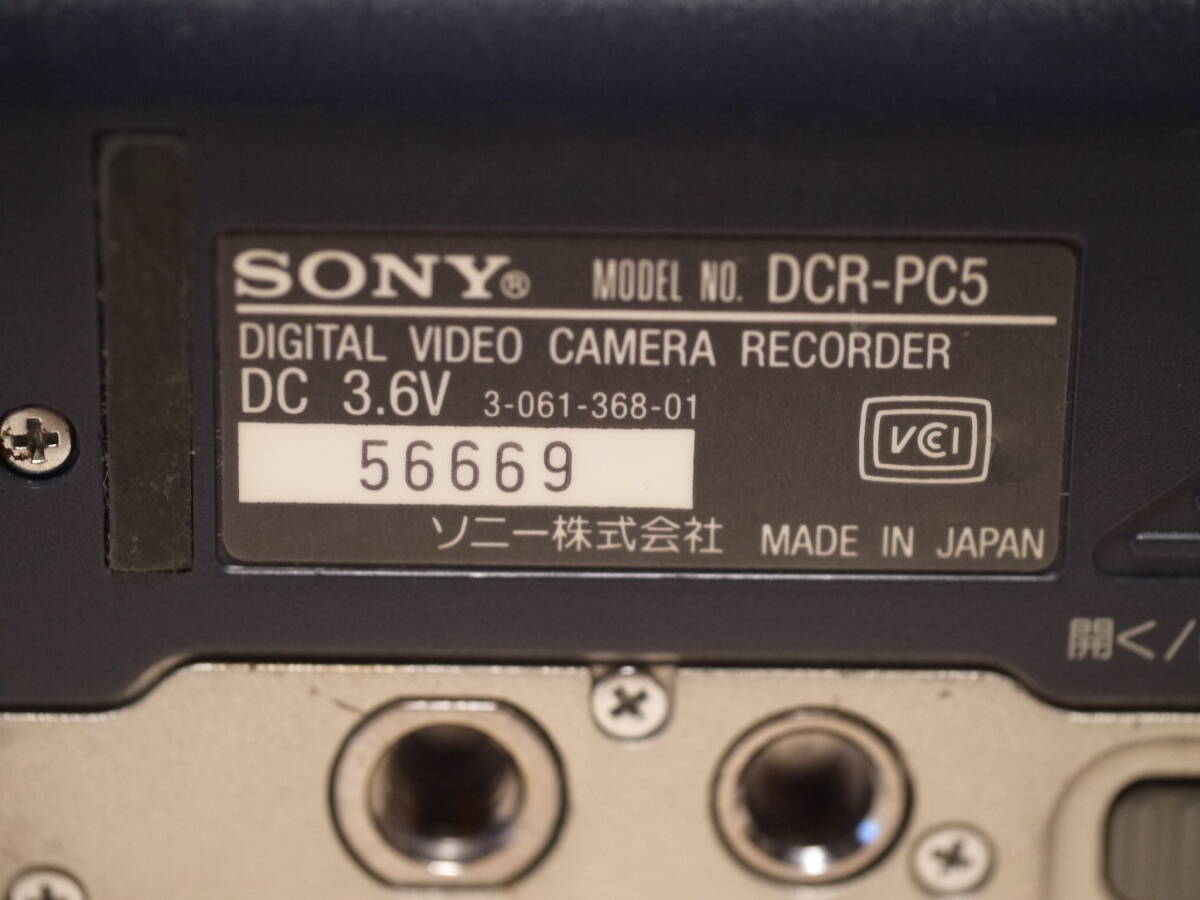 SONY® MODEL NO. DCR-PC5
DIGITAL VIDEO CAMERA RECORDER
DC 3.6V 3-061-368-01
VCCI
56669
ソニー株式会社 MADE IN JAPAN
開く/